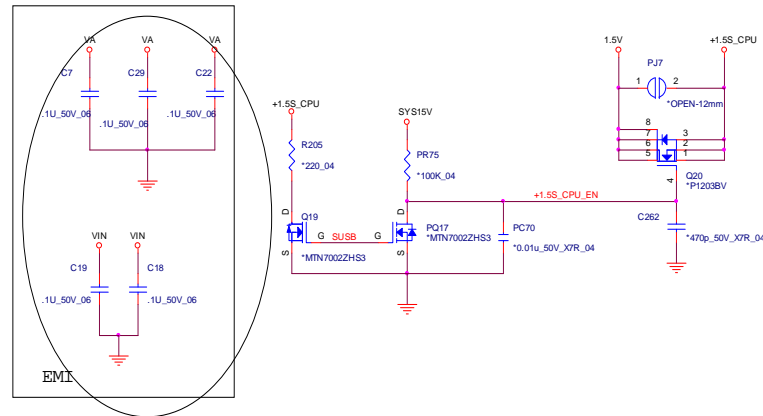 VA VA VA
C7 C29 C22
.1U_50V_06 .1U_50V_06 .1U_50V_06
VIN VIN
C19 C18
.1U_50V_06 .1U_50V_06
EMI
+1.5S_CPU
R205
*220_04
D
Q19
G
S
*MTN7002ZHS3
SUSB
SYS15V
PR75
*100K_04
D
PQ17
G
*MTN7002ZHS3
S
+1.5S_CPU_EN
PC70
*0.01u_50V_X7R_04
1.5V +1.5S_CPU
PJ7
1 2
*OPEN-12mm
8
7 3
6 2
5 1
Q20
4 *P1203BV
C262
*470p_50V_X7R_04